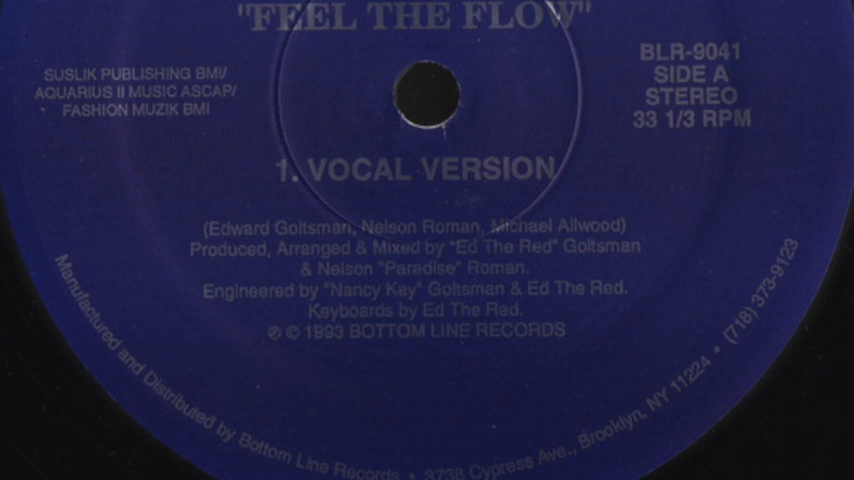 "FEEL THE FLOW"
SUSLIK PUBLISHING BMI/
AQUARIUS II MUSIC ASCAP/
FASHION MUZIK BMI
BLR-9041
SIDE A
STEREO
33 1/3 RPM
1. VOCAL VERSION
(Edward Goltsman, Nelson Roman, Michael Allwood)
Produced, Arranged & Mixed by "Ed The Red" Goltsman
& Nelson "Paradise" Roman.
Engineered by "Nancy Kay" Goltsman & Ed The Red.
Keyboards by Ed The Red.
℗ © 1993 BOTTOM LINE RECORDS
Manufactured and Distributed by Bottom Line Records • 3738 Cypress Ave., Brooklyn, NY 11224 • (718) 373-9123